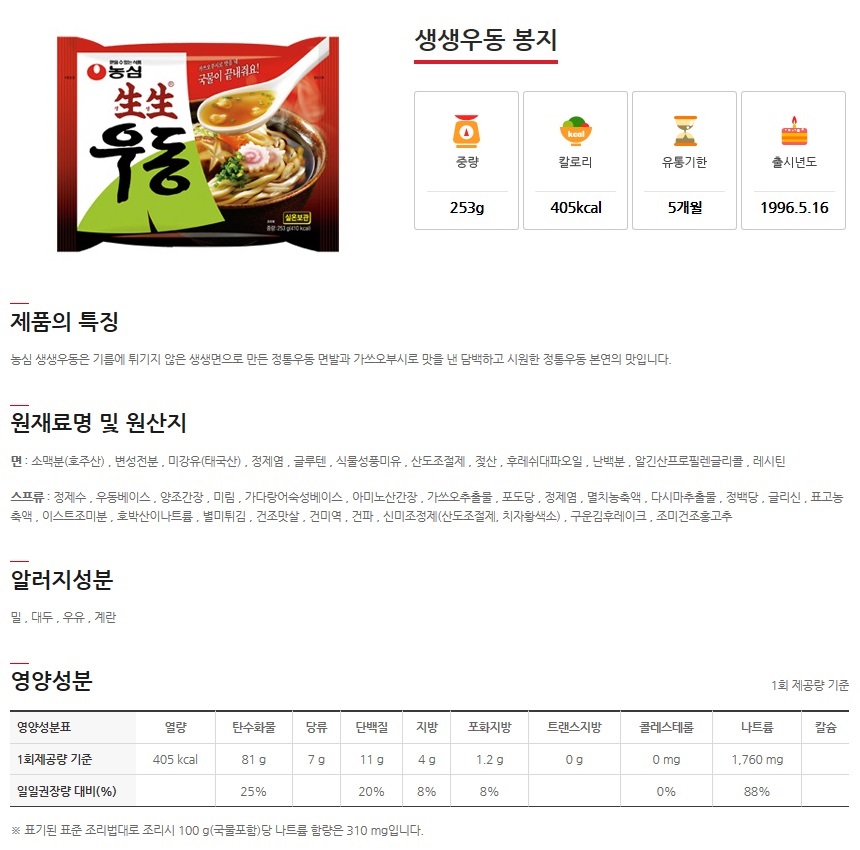 생생우동 봉지
맛을 수 있는 식품
농심
가쓰오부시로 맛을 낸
국물이 끝내줘요!
生生
생 생
우동
실온보관
중량 253 g(410 kcal)
중량
칼로리
유통기한
출시년도
kcal
253g
405kcal
5개월
1996.5.16
제품의 특징
농심 생생우동은 기름에 튀기지 않은 생생면으로 만든 정통우동 면발과 가쓰오부시로 맛을 낸 담백하고 시원한 정통우동 본연의 맛입니다.
원재료명 및 원산지
면 : 소맥분(호주산) , 변성전분 , 미강유(태국산) , 정제염 , 글루텐 , 식물성풍미유 , 산도조절제 , 젖산 , 후레쉬대파오일 , 난백분 , 알긴산프로필렌글리콜 , 레시틴
스프류 : 정제수 , 우동베이스 , 양조간장 , 미림 , 가다랑어숙성베이스 , 아미노산간장 , 가쓰오추출물 , 포도당 , 정제염 , 멸치농축액 , 다시마추출물 , 정백당 , 글리신 , 표고농
축액 , 이스트조미분 , 호박산이나트륨 , 별미튀김 , 건조맛살 , 건미역 , 건파 , 신미조정제(산도조절제, 치자황색소) , 구운김후레이크 , 조미건조홍고추
알러지성분
밀 , 대두 , 우유 , 계란
영양성분
1회 제공량 기준
영양성분표 열량 탄수화물 당류 단백질 지방 포화지방 트랜스지방 콜레스테롤 나트륨 칼슘
1회제공량 기준 405 kcal 81 g 7 g 11 g 4 g 1.2 g 0 g 0 mg 1,760 mg
일일권장량 대비(%) 25% 20% 8% 8% 0% 88%
※ 표기된 표준 조리법대로 조리시 100 g(국물포함)당 나트륨 함량은 310 mg입니다.